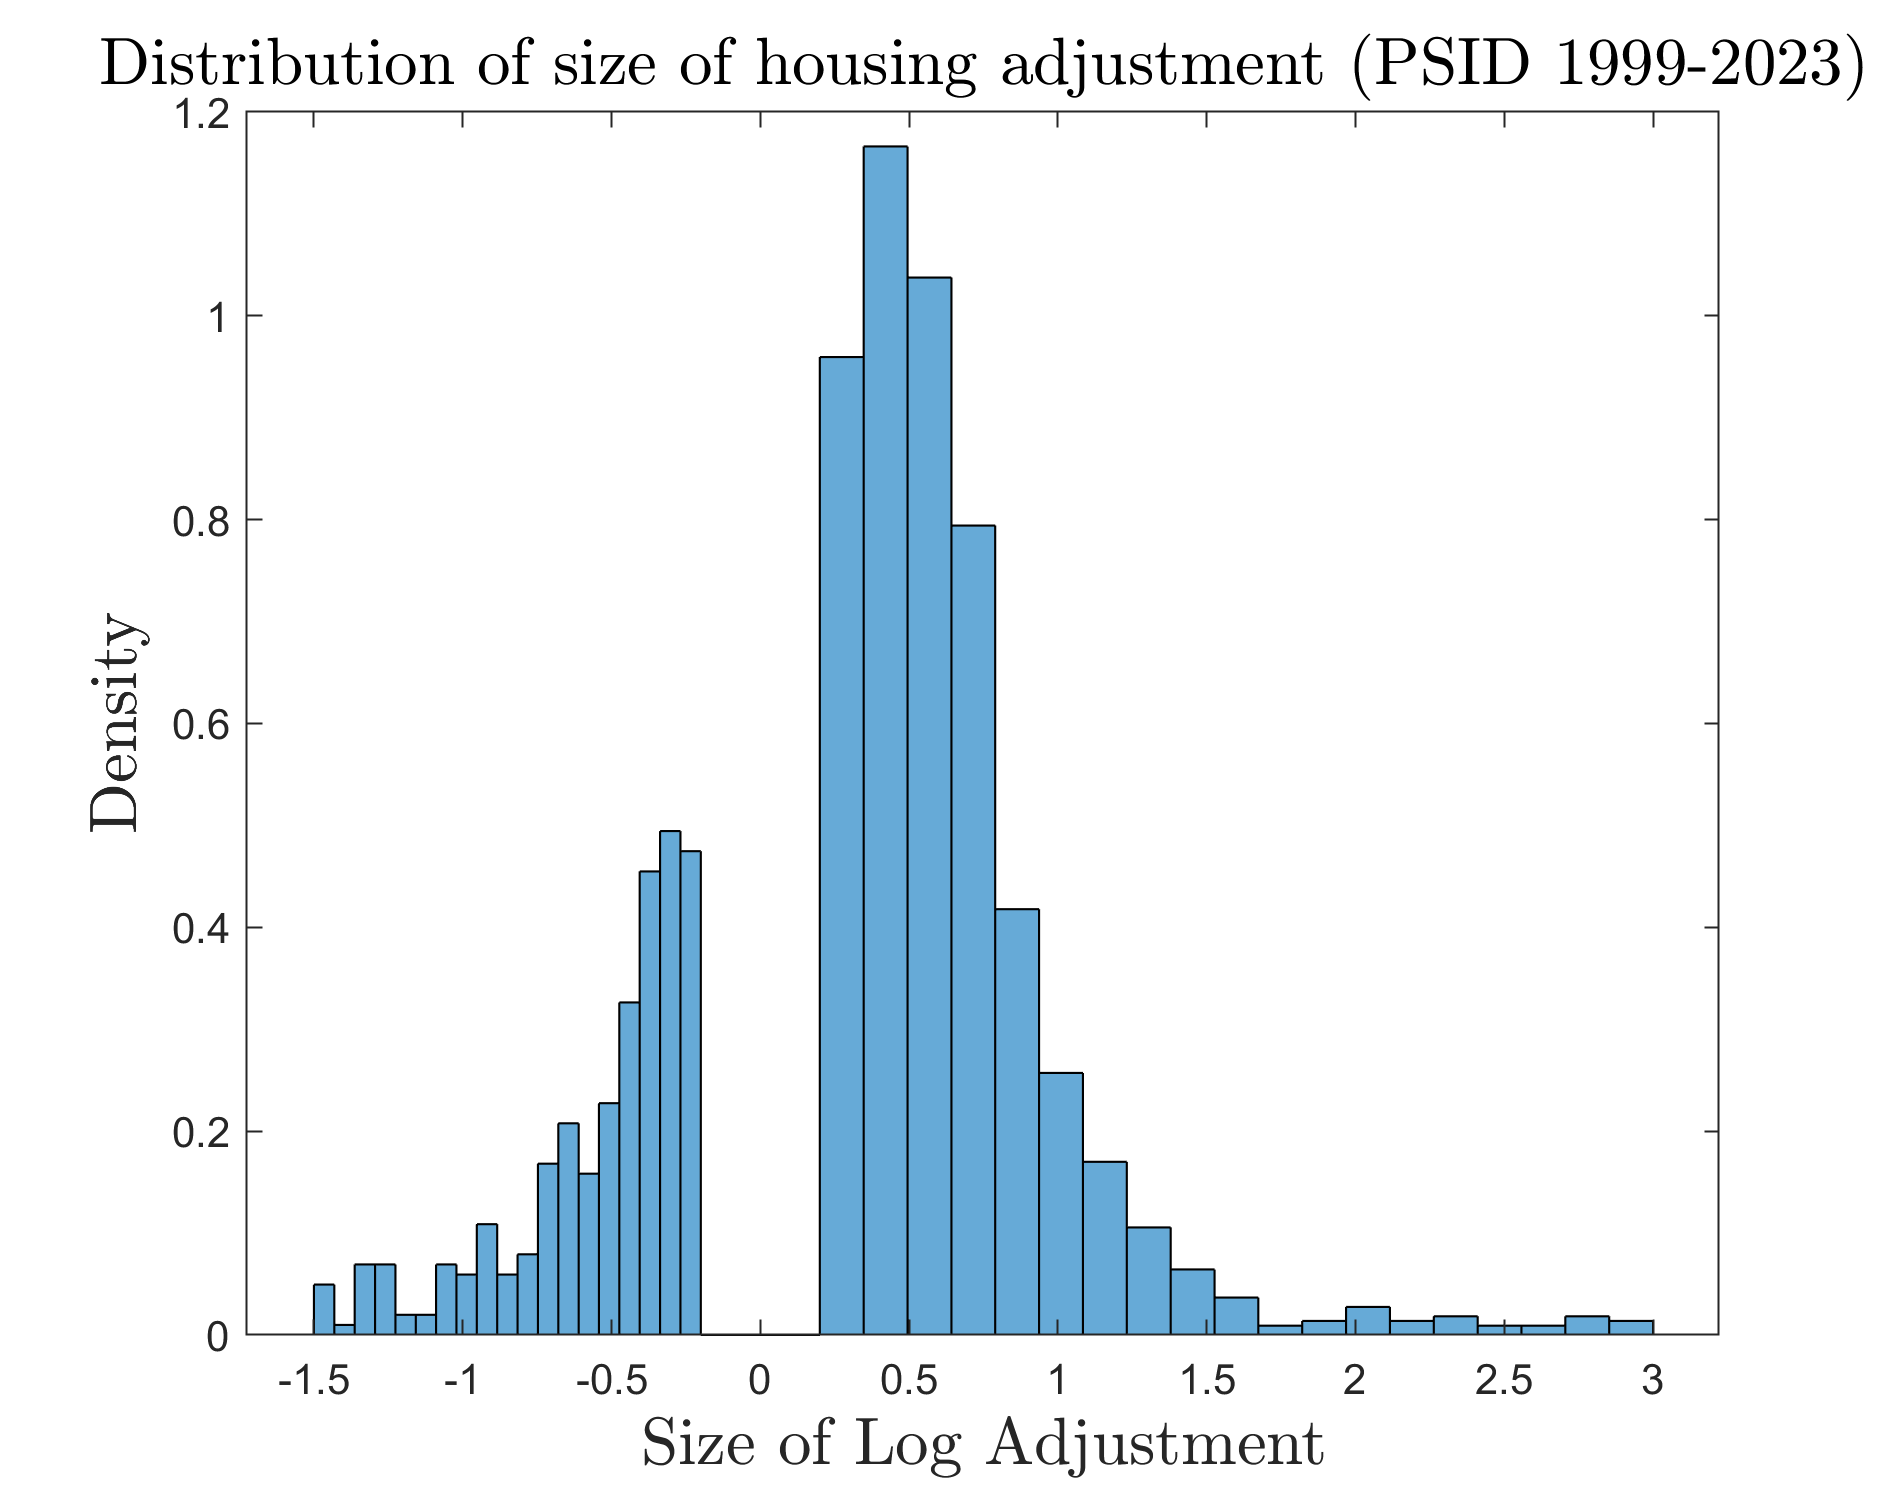 Distribution of size of housing adjustment (PSID 1999-2023)
1.2
1
0.8
0.6
0.4
0.2
0
Density
-1.5 -1 -0.5 0 0.5 1 1.5 2 2.5 3
Size of Log Adjustment